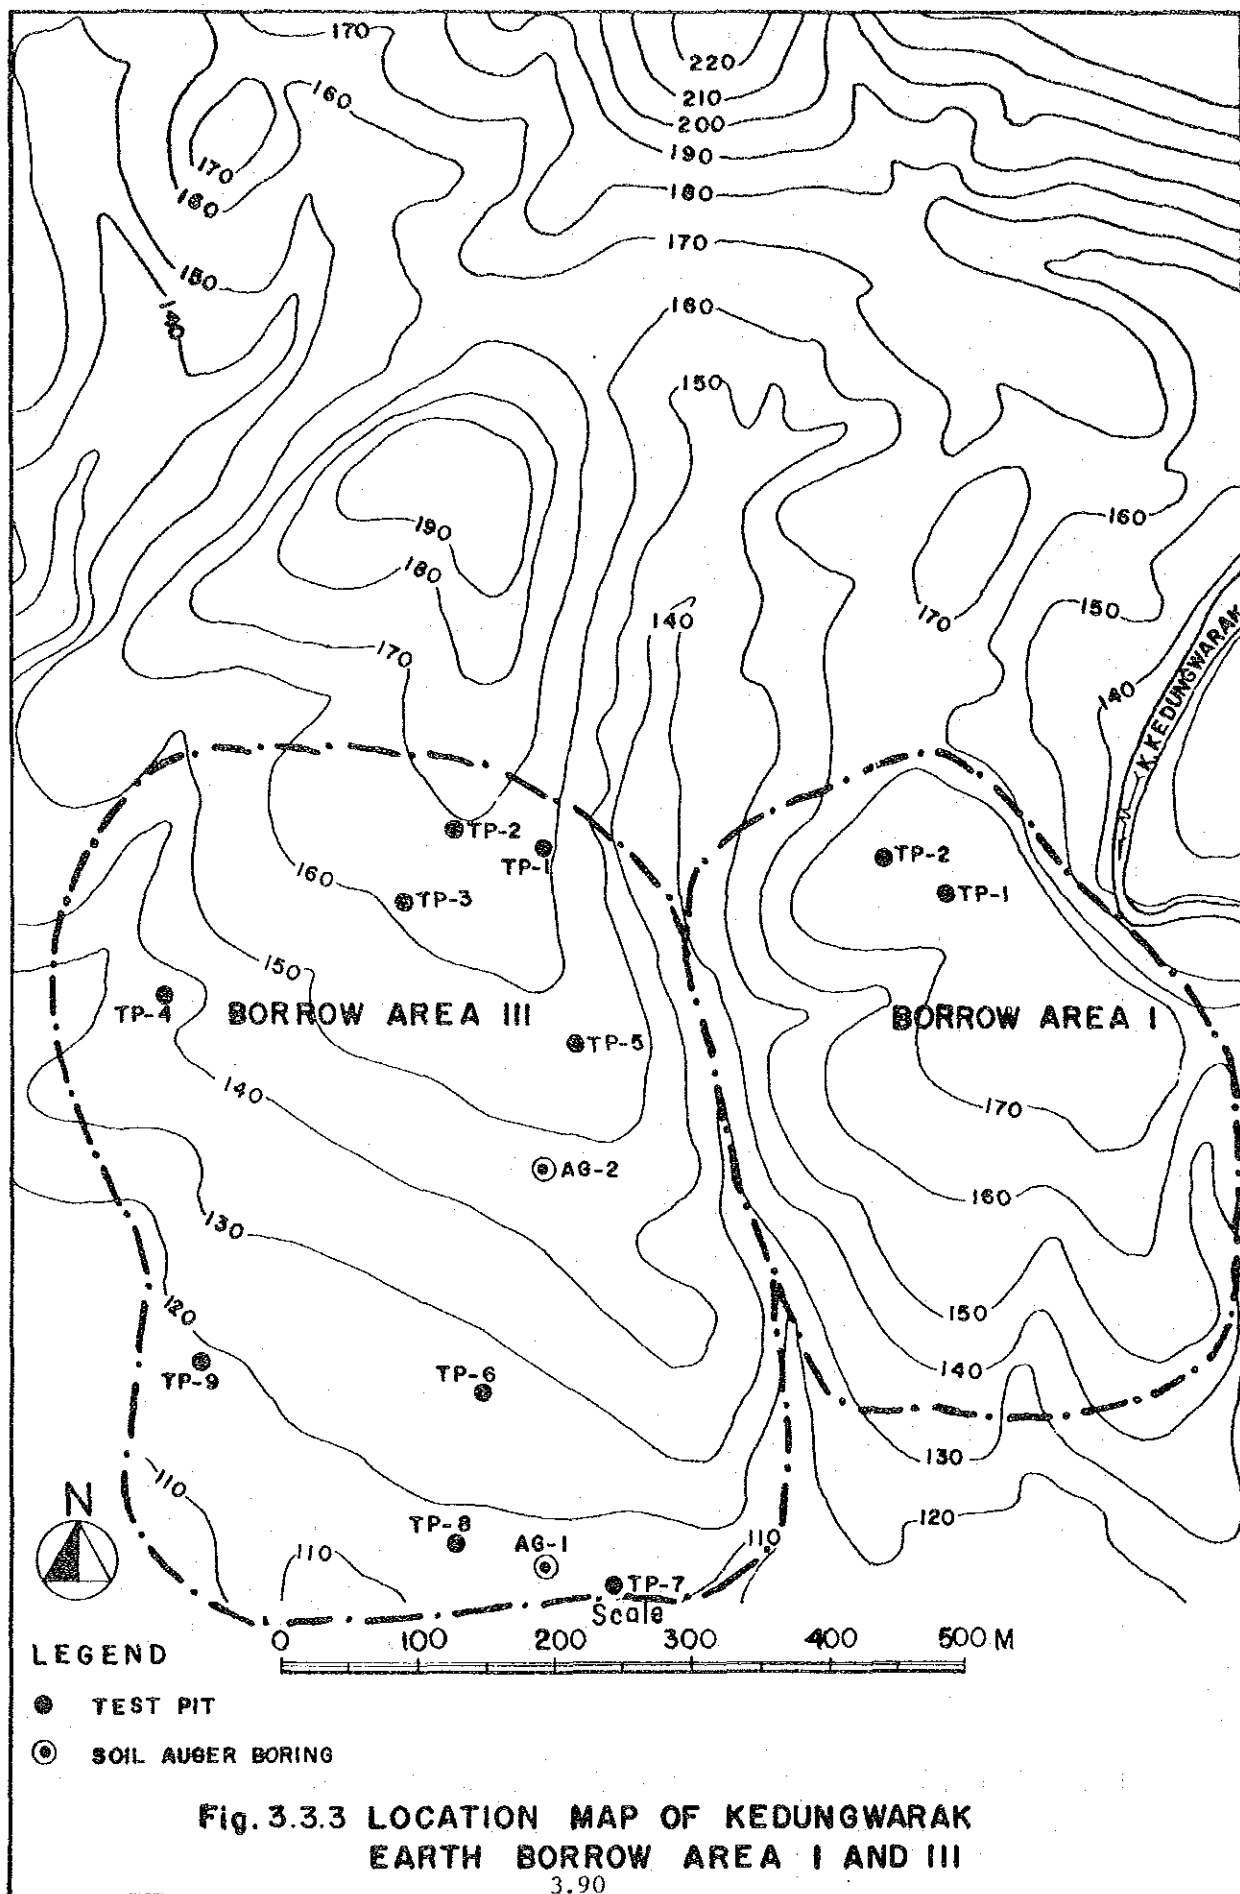 170
220
160
210
200
190
170
180
180
170
150
140
160
150
190
160
180
150
140
170
170
140
K. KEDUNGWARAK
TP-2
TP-1
TP-2
160
TP-3
TP-1
150
TP-4
BORROW AREA III
BORROW AREA I
TP-5
140
170
AG-2
160
130
120
150
TP-9
TP-6
140
130
110
N
TP-8
AG-1
120
110
110
TP-7
Scale
0 100 200 300 400 500 M
LEGEND
TEST PIT
SOIL AUGER BORING
Fig. 3.3.3 LOCATION MAP OF KEDUNGWARAK
EARTH BORROW AREA I AND III
3.90